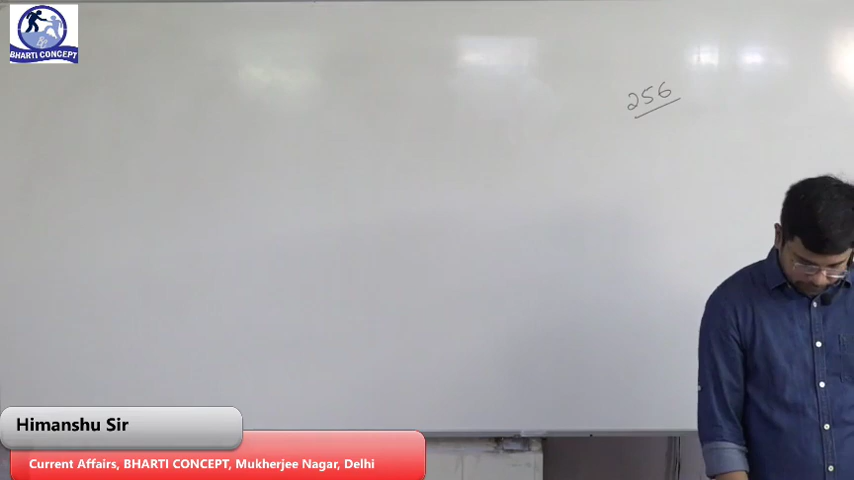 BHARTI CONCEPT
256
Himanshu Sir
Current Affairs, BHARTI CONCEPT, Mukherjee Nagar, Delhi